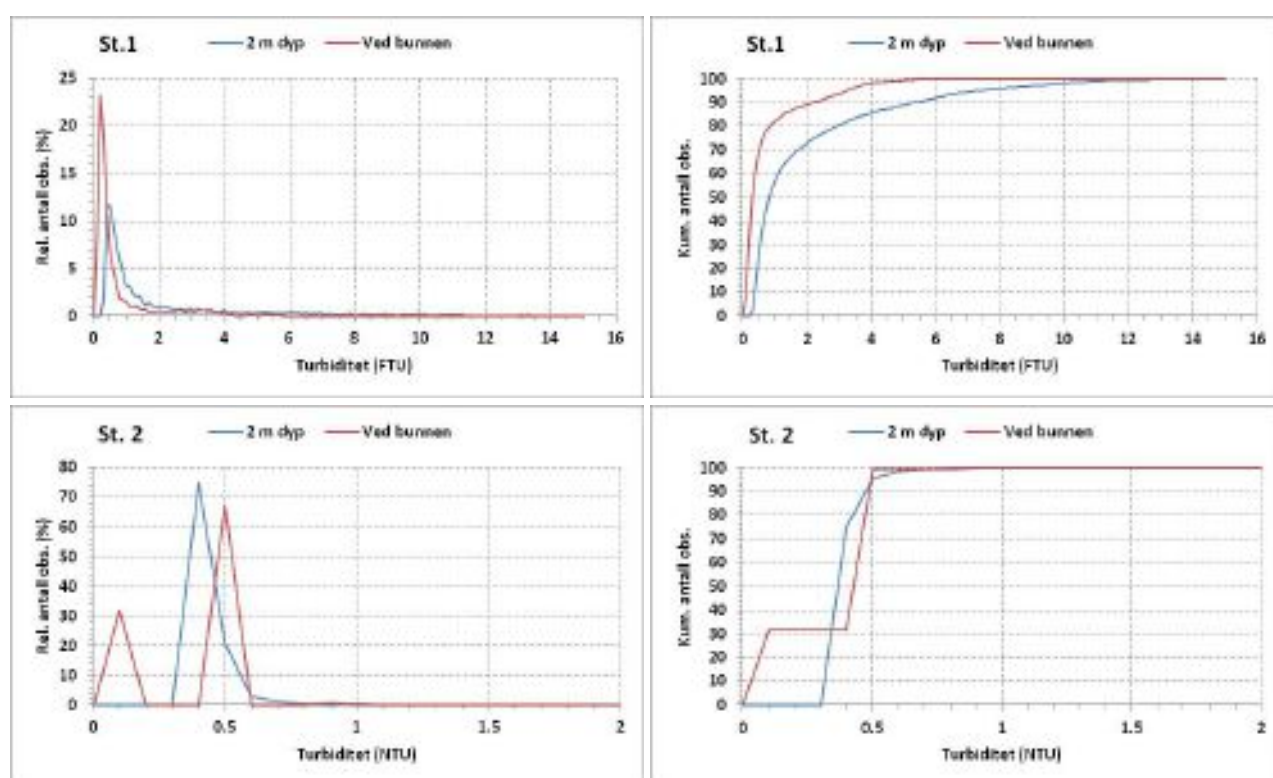 St.1
2 m dyp Ved bunnen
Rel. antall obs. (%)
25
20
15
10
5
0
0 2 4 6 8 10 12 14 16
Turbiditet (FTU)
St.1
2 m dyp Ved bunnen
Kum. antall obs.
100
90
80
70
60
50
40
30
20
10
0
0 2 4 6 8 10 12 14 16
Turbiditet (FTU)
St. 2
2 m dyp Ved bunnen
Rel. antall obs. (%)
80
70
60
50
40
30
20
10
0
0 0.5 1 1.5 2
Turbiditet (NTU)
St. 2
2 m dyp Ved bunnen
Kum. antall obs.
100
90
80
70
60
50
40
30
20
10
0
0 0.5 1 1.5 2
Turbiditet (NTU)